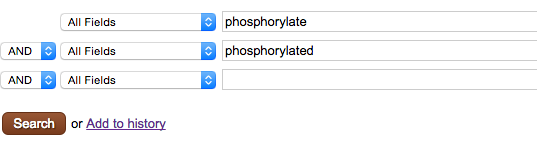 All Fields phosphorylate
AND All Fields phosphorylated
AND All Fields
Search or Add to history